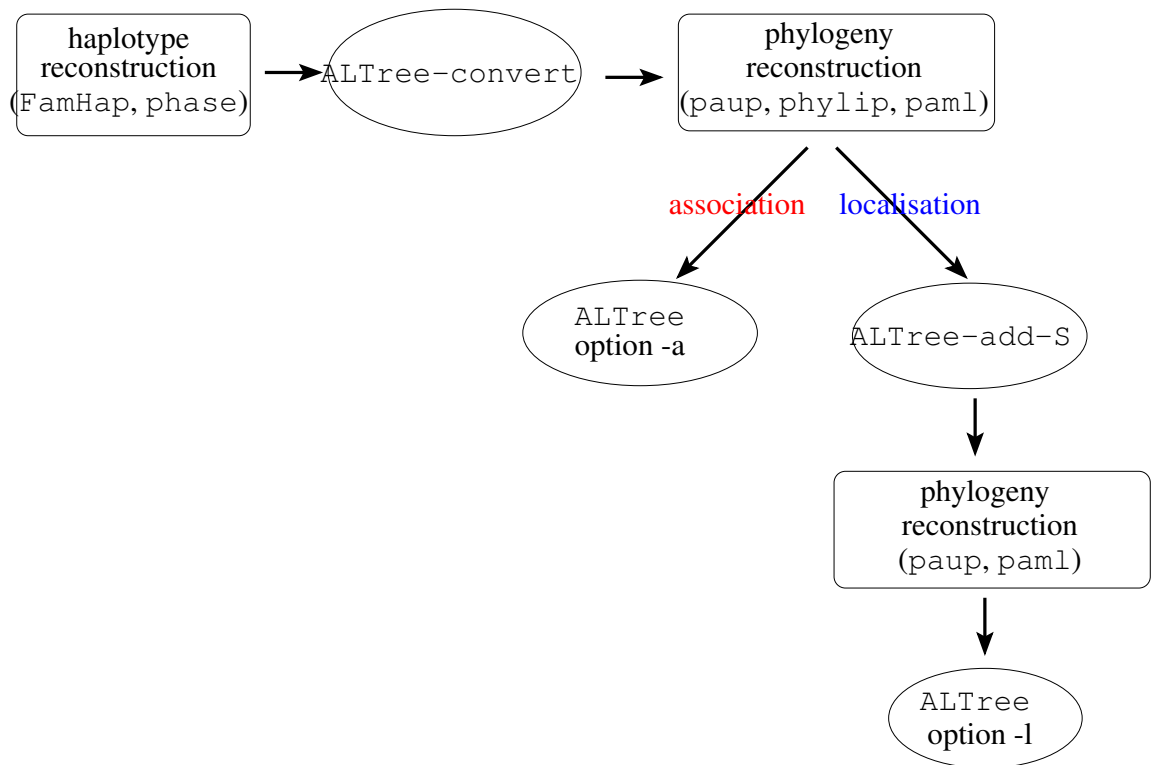 haplotype
reconstruction
(FamHap, phase)
ALTree-convert
phylogeny
reconstruction
(paup, phylip, paml)
association
localisation
ALTree
option -a
ALTree-add-S
phylogeny
reconstruction
(paup, paml)
ALTree
option -l